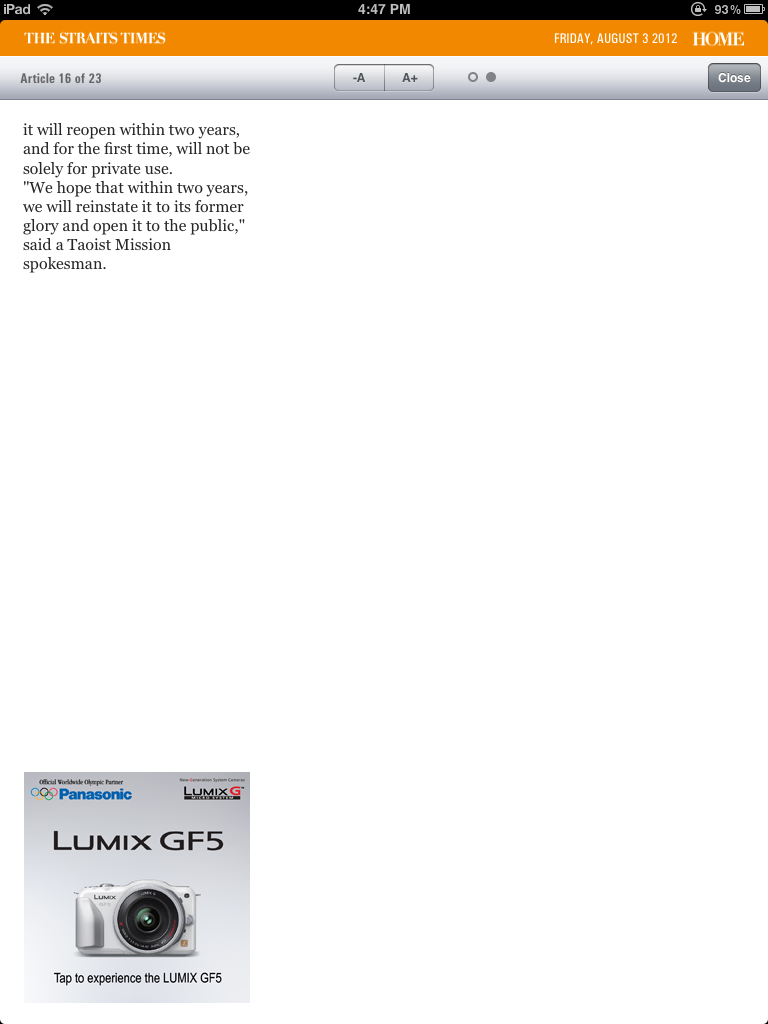 iPad 4:47 PM 93%
THE STRAITS TIMES FRIDAY, AUGUST 3 2012 HOME
Article 16 of 23 -A A+ Close
it will reopen within two years,
and for the first time, will not be
solely for private use.
"We hope that within two years,
we will reinstate it to its former
glory and open it to the public,"
said a Taoist Mission
spokesman.
Official Worldwide Olympic Partner
Panasonic
New-Generation System Cameras
LUMIX G
MICRO SYSTEM
LUMIX GF5
LUMIX
GF5
Tap to experience the LUMIX GF5